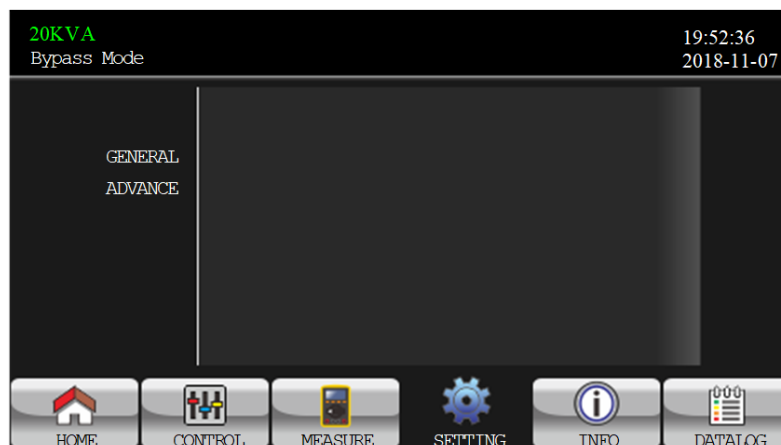 20KVA
Bypass Mode
19:52:36
2018-11-07
GENERAL
ADVANCE
HOME
CONTROL
MEASURE
SETTING
INFO
DATALOG